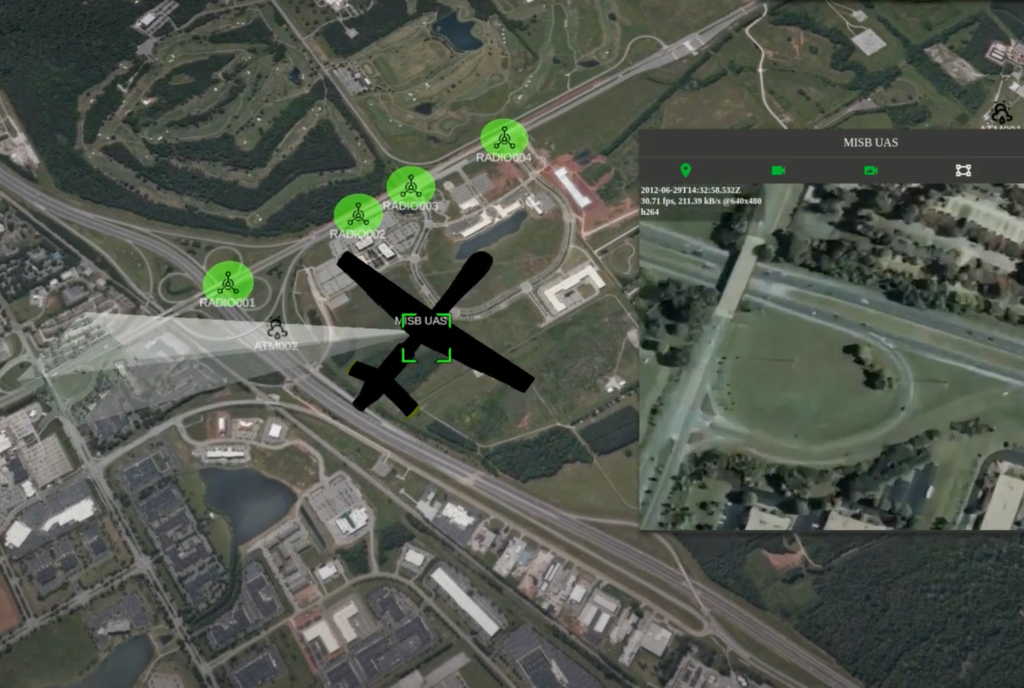 RADIO004
RADIO003
RADIO002
RADIO001
MISB UAS
ATM002
MISB UAS
2012-06-29T14:32:58.532Z
30.71 fps, 211.39 kB/s @640x480
h264